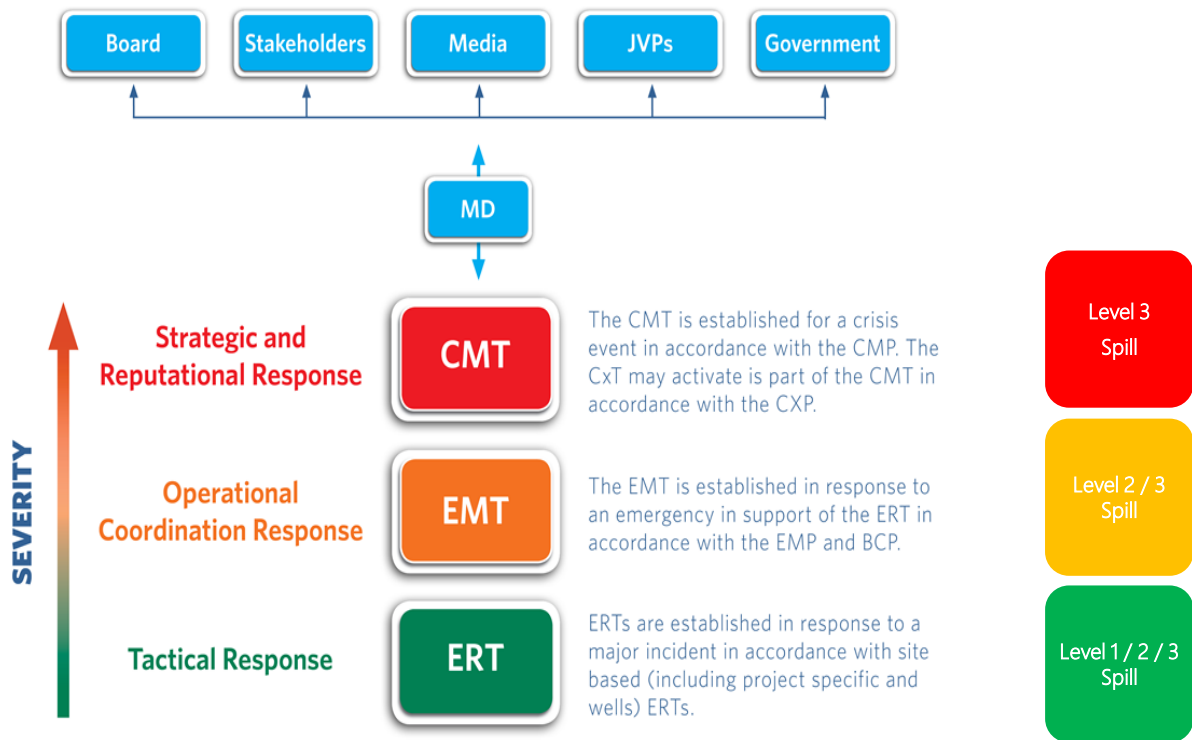 Board
Stakeholders
Media
JVPs
Government
MD
SEVERITY
Strategic and
Reputational Response
CMT
The CMT is established for a crisis
event in accordance with the CMP. The
CxT may activate is part of the CMT in
accordance with the CXP.
Level 3
Spill
Operational
Coordination Response
EMT
The EMT is established in response to
an emergency in support of the ERT in
accordance with the EMP and BCP.
Level 2 / 3
Spill
Tactical Response
ERT
ERTs are established in response to a
major incident in accordance with site
based (including project specific and
wells) ERTs.
Level 1 / 2 / 3
Spill